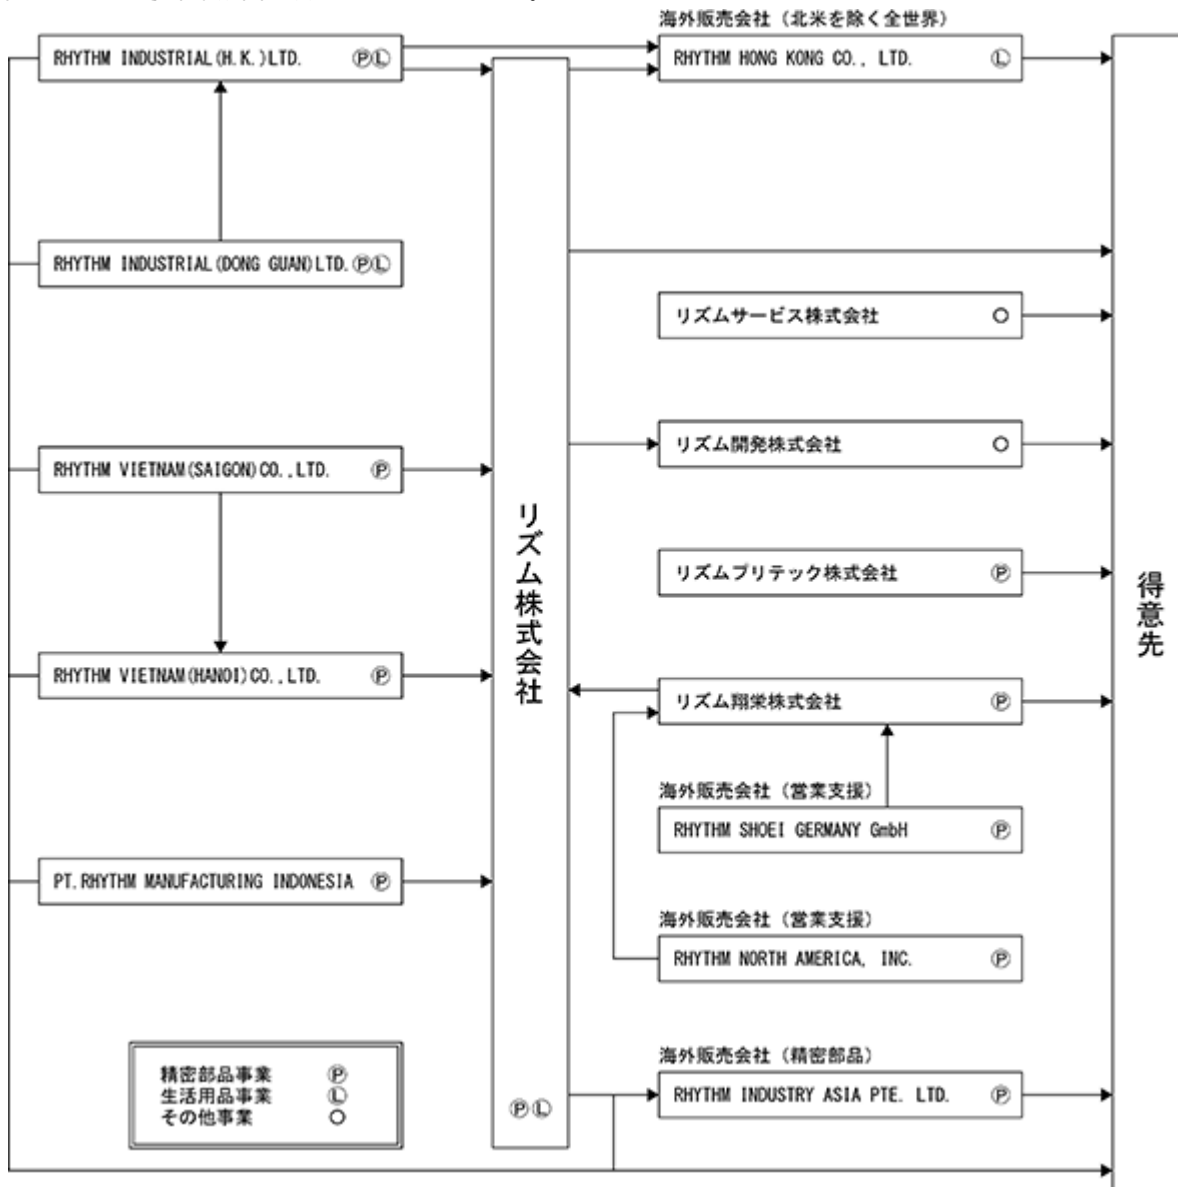 海外販売会社（北米を除く全世界）
RHYTHM INDUSTRIAL(H.K.)LTD. ⓅⓁ
RHYTHM HONG KONG CO., LTD. Ⓛ
RHYTHM INDUSTRIAL(DONG GUAN)LTD.ⓅⓁ
リズムサービス株式会社 ○
リズム開発株式会社 ○
RHYTHM VIETNAM(SAIGON)CO.,LTD. Ⓟ
リズム株式会社
ⓅⓁ
リズムプリテック株式会社 Ⓟ
得意先
RHYTHM VIETNAM(HANOI)CO.,LTD. Ⓟ
リズム翔栄株式会社 Ⓟ
海外販売会社（営業支援）
RHYTHM SHOEI GERMANY GmbH Ⓟ
PT.RHYTHM MANUFACTURING INDONESIA Ⓟ
海外販売会社（営業支援）
RHYTHM NORTH AMERICA, INC. Ⓟ
海外販売会社（精密部品）
RHYTHM INDUSTRY ASIA PTE. LTD. Ⓟ
精密部品事業 Ⓟ
生活用品事業 Ⓛ
その他事業 ○